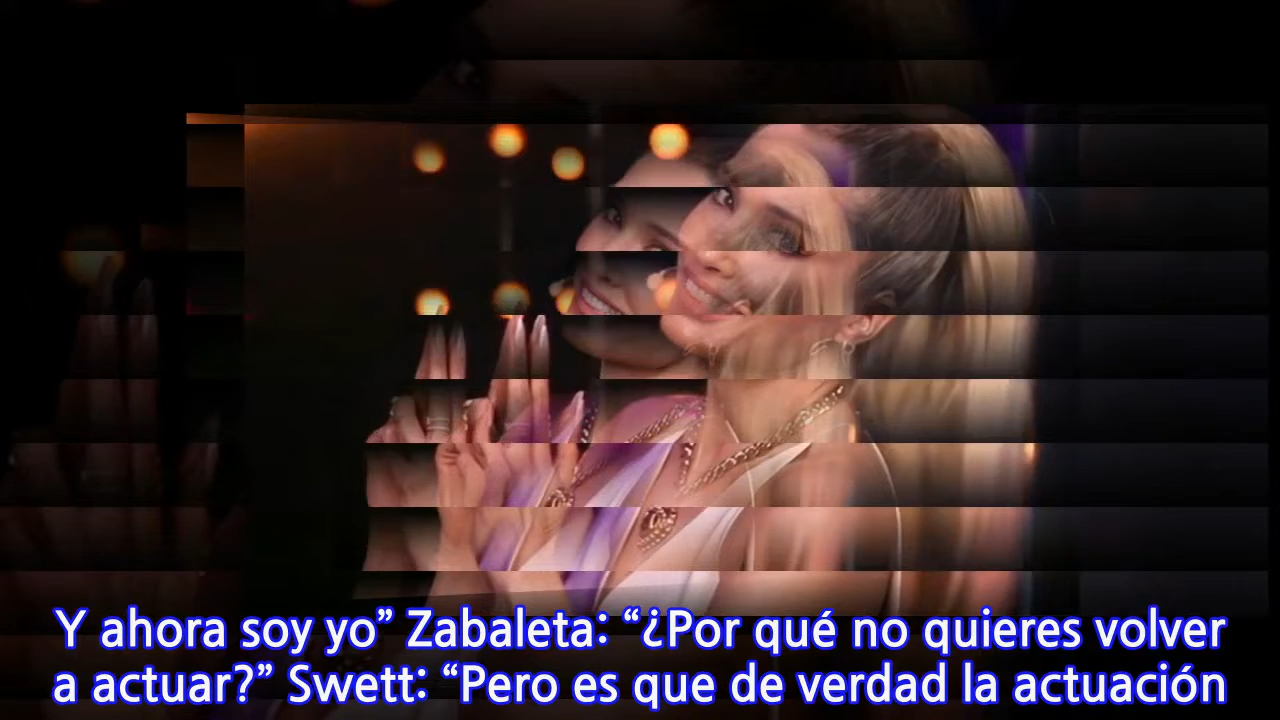 Y ahora soy yo” Zabaleta: “¿Por qué no quieres volver
a actuar?” Swett: “Pero es que de verdad la actuación